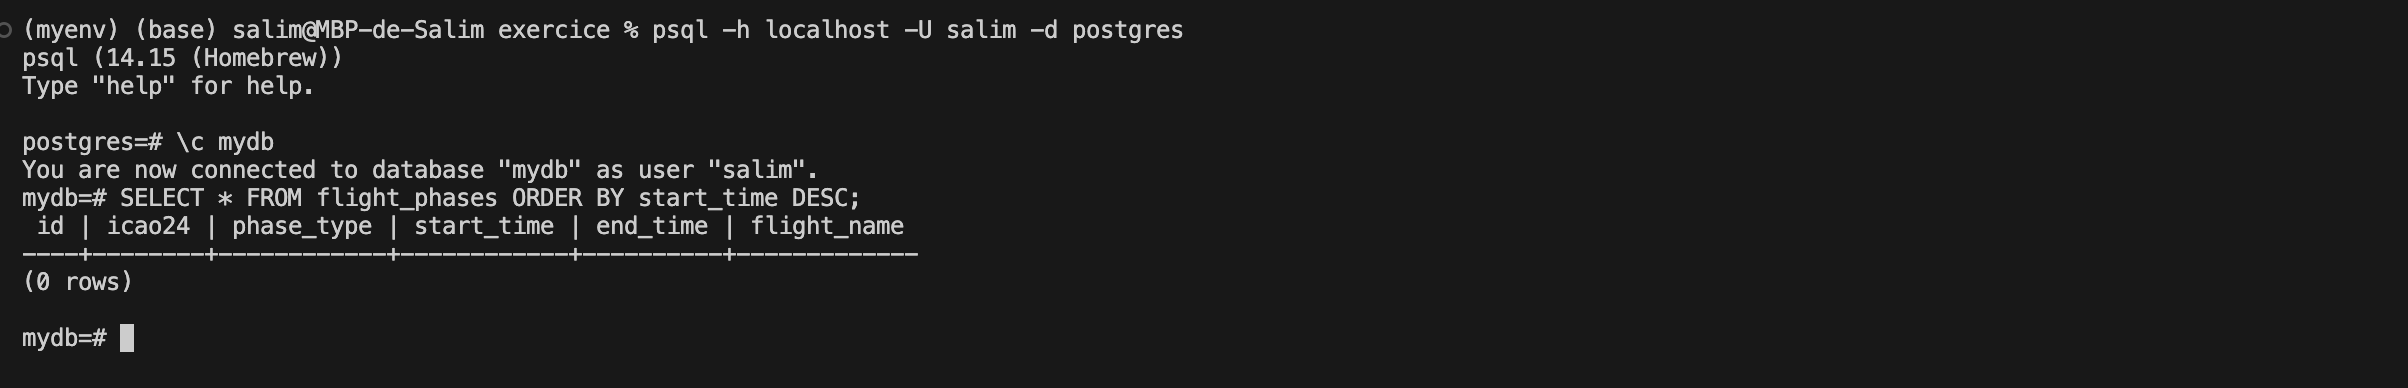 (myenv) (base) salim@MBP-de-Salim exercice % psql -h localhost -U salim -d postgres
psql (14.15 (Homebrew))
Type "help" for help.
postgres=# \c mydb
You are now connected to database "mydb" as user "salim".
mydb=# SELECT * FROM flight_phases ORDER BY start_time DESC;
 id | icao24 | phase_type | start_time | end_time | flight_name
----+--------+------------+------------+----------+-------------
(0 rows)
mydb=#